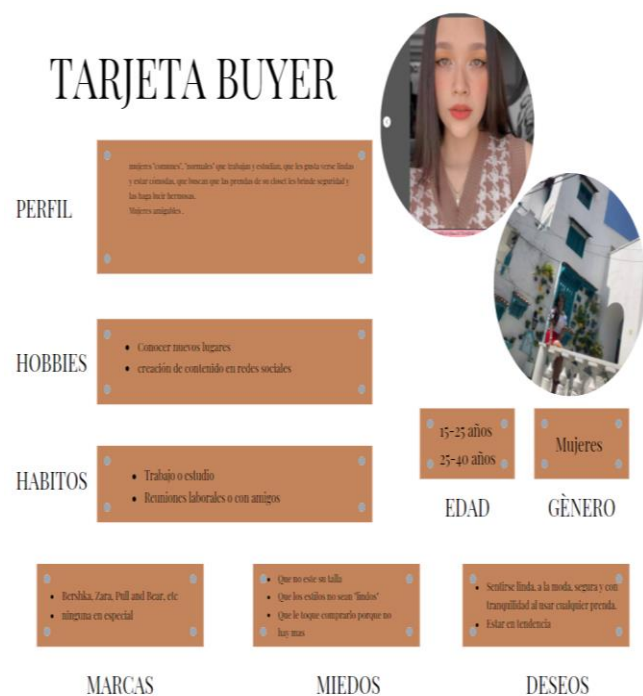 TARJETA BUYER
PERFIL
mujeres "comunes", "normales" que trabajan y estudian, que les gusta verse lindas
y estar cómodas, que buscan que las prendas de su closet les brinde seguridad y
las haga lucir hermosas.
Mujeres amigables .
HOBBIES
• Conocer nuevos lugares
• creación de contenido en redes sociales
HABITOS
• Trabajo o estudio
• Reuniones laborales o con amigos
15-25 años
25-40 años
EDAD
Mujeres
GÈNERO
• Bershka, Zara, Pull and Bear, etc
• ninguna en especial
MARCAS
• Que no este su talla
• Que los estilos no sean "lindos"
• Que le toque comprarlo porque no
hay mas
MIEDOS
• Sentirse linda, a la moda, segura y con
tranquilidad al usar cualquier prenda.
• Estar en tendencia
DESEOS